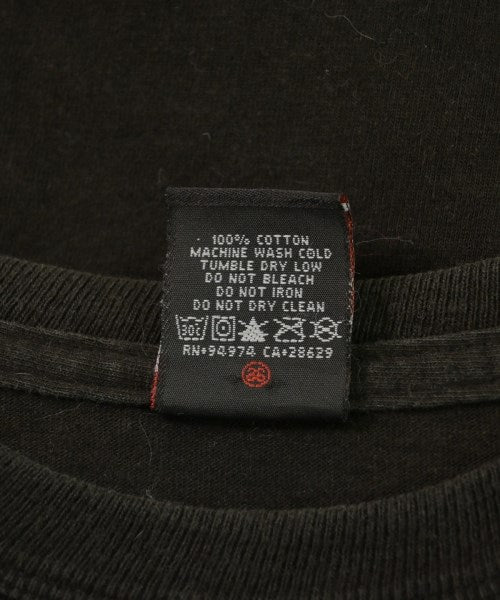 100% COTTON
MACHINE WASH COLD
TUMBLE DRY LOW
DO NOT BLEACH
DO NOT IRON
DO NOT DRY CLEAN
30°
RN•94974 CA•28629